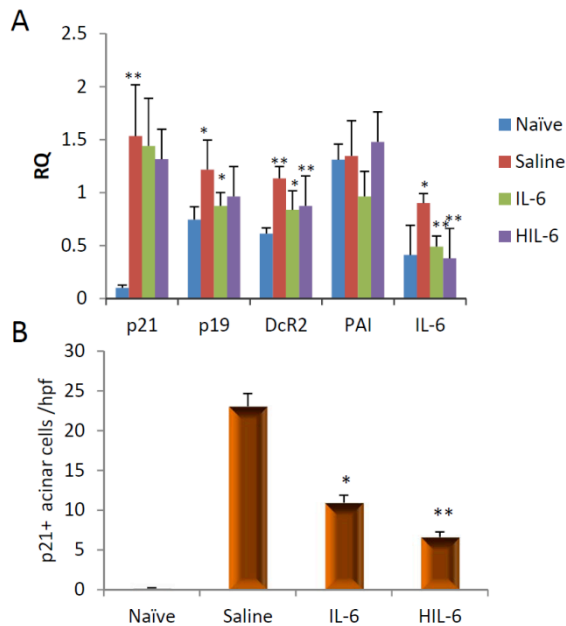 A
2.5
2
1.5
1
0.5
0
RQ
** * * ** * ** * ** **
p21 p19 DcR2 PAI IL-6
Naïve
Saline
IL-6
HIL-6
B
30
25
20
15
10
5
0
p21+ acinar cells /hpf
* **
Naïve Saline IL-6 HIL-6